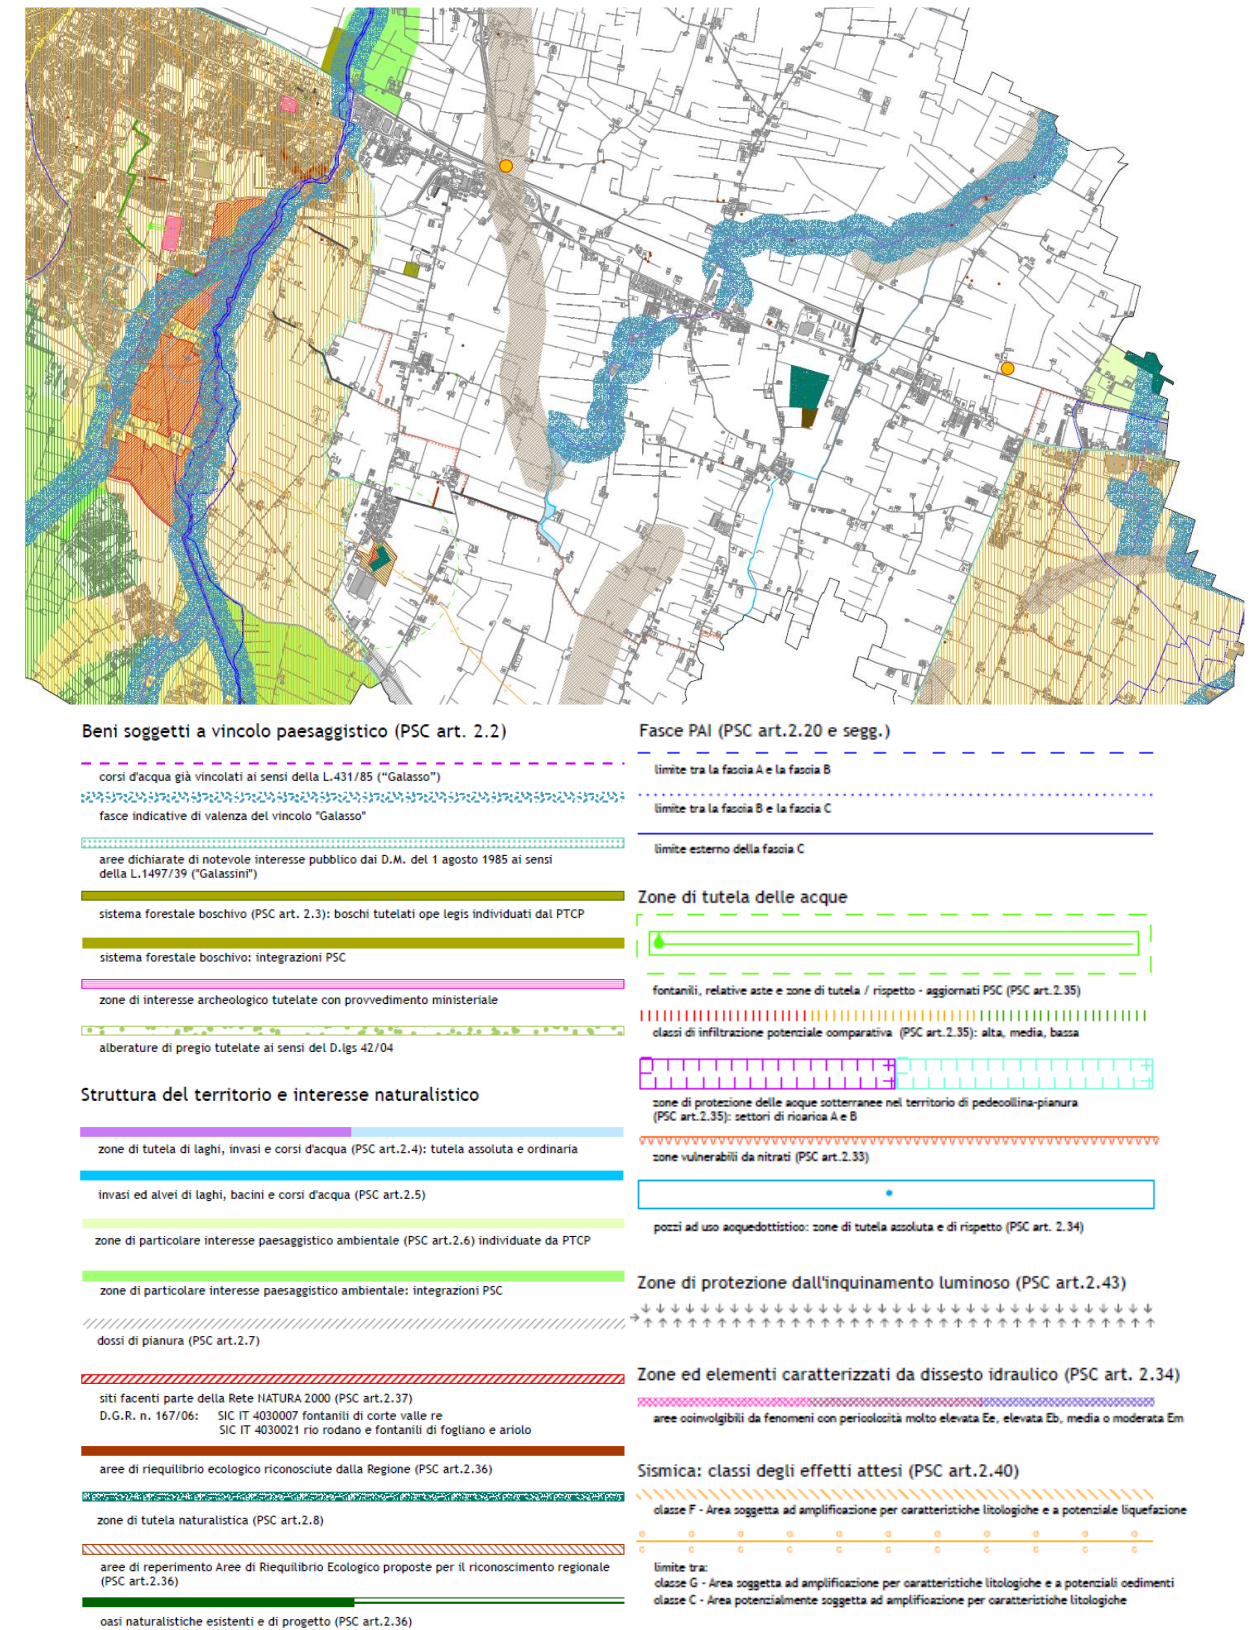 Beni soggetti a vincolo paesaggistico (PSC art. 2.2)
corsi d'acqua già vincolati ai sensi della L.431/85 ("Galasso")
fasce indicative di valenza del vincolo "Galasso"
aree dichiarate di notevole interesse pubblico dai D.M. del 1 agosto 1985 ai sensi
della L.1497/39 ("Galassini")
sistema forestale boschivo (PSC art. 2.3): boschi tutelati ope legis individuati dal PTCP
sistema forestale boschivo: integrazioni PSC
zone di interesse archeologico tutelate con provvedimento ministeriale
alberature di pregio tutelate ai sensi del D.lgs 42/04
Struttura del territorio e interesse naturalistico
zone di tutela di laghi, invasi e corsi d'acqua (PSC art.2.4): tutela assoluta e ordinaria
invasi ed alvei di laghi, bacini e corsi d'acqua (PSC art.2.5)
zone di particolare interesse paesaggistico ambientale (PSC art.2.6) individuate da PTCP
zone di particolare interesse paesaggistico ambientale: integrazioni PSC
dossi di pianura (PSC art.2.7)
siti facenti parte della Rete NATURA 2000 (PSC art.2.37)
D.G.R. n. 167/06: SIC IT 4030007 fontanili di corte valle re
SIC IT 4030021 rio rodano e fontanili di fogliano e ariolo
aree di riequilibrio ecologico riconosciute dalla Regione (PSC art.2.36)
zone di tutela naturalistica (PSC art.2.8)
aree di reperimento Aree di Riequilibrio Ecologico proposte per il riconoscimento regionale
(PSC art.2.36)
oasi naturalistiche esistenti e di progetto (PSC art.2.36)
Fasce PAI (PSC art.2.20 e segg.)
limite tra la fascia A e la fascia B
limite tra la fascia B e la fascia C
limite esterno della fascia C
Zone di tutela delle acque
fontanili, relative aste e zone di tutela / rispetto - aggiornati PSC (PSC art.2.35)
classi di infiltrazione potenziale comparativa (PSC art.2.35): alta, media, bassa
zone di protezione delle acque sotterranee nel territorio di pedecollina-pianura
(PSC art.2.35): settori di ricarica A e B
zone vulnerabili da nitrati (PSC art.2.33)
pozzi ad uso acquedottistico: zone di tutela assoluta e di rispetto (PSC art. 2.34)
Zone di protezione dall'inquinamento luminoso (PSC art.2.43)
Zone ed elementi caratterizzati da dissesto idraulico (PSC art. 2.34)
aree coinvolgibili da fenomeni con pericolosità molto elevata Ee, elevata Eb, media o moderata Em
Sismica: classi degli effetti attesi (PSC art.2.40)
classe F - Area soggetta ad amplificazione per caratteristiche litologiche e a potenziale liquefazione
G G G G G G G G G G G
C C C C C C C C C C C
limite tra:
classe G - Area soggetta ad amplificazione per caratteristiche litologiche e a potenziali cedimenti
classe C - Area potenzialmente soggetta ad amplificazione per caratteristiche litologiche